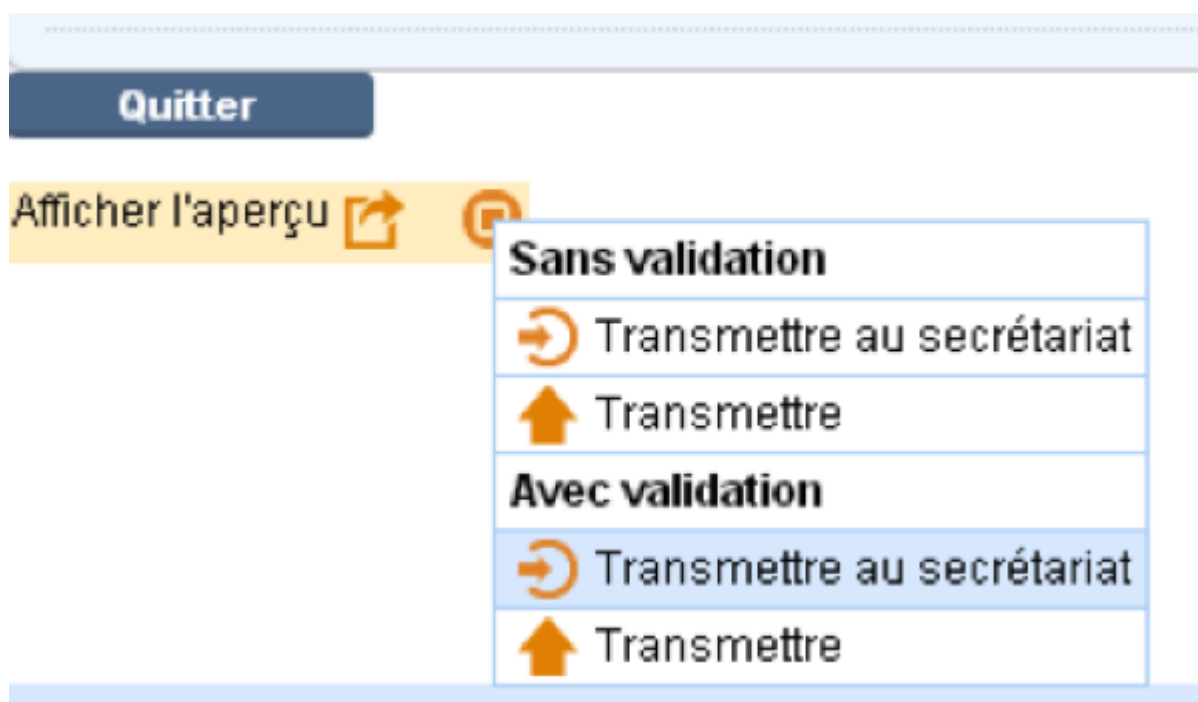 Quitter
Afficher l'aperçu
Sans validation
Transmettre au secrétariat
Transmettre
Avec validation
Transmettre au secrétariat
Transmettre